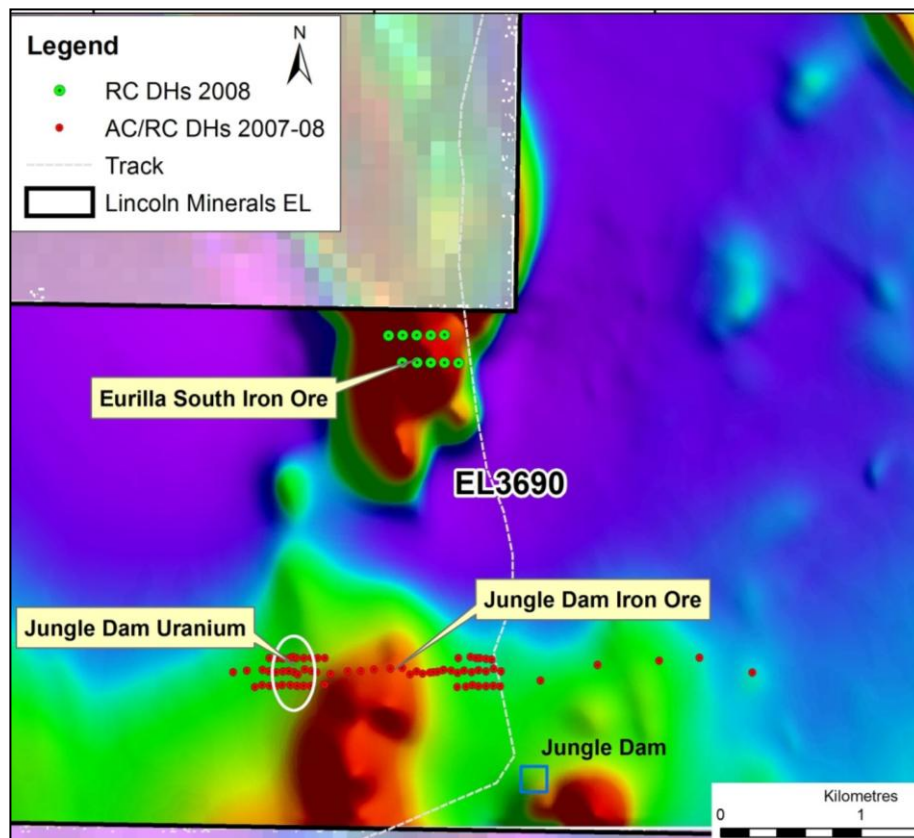 Legend
N
RC DHs 2008
AC/RC DHs 2007-08
Track
Lincoln Minerals EL
Eurilla South Iron Ore
EL3690
Jungle Dam Iron Ore
Jungle Dam Uranium
Jungle Dam
Kilometres
0 1